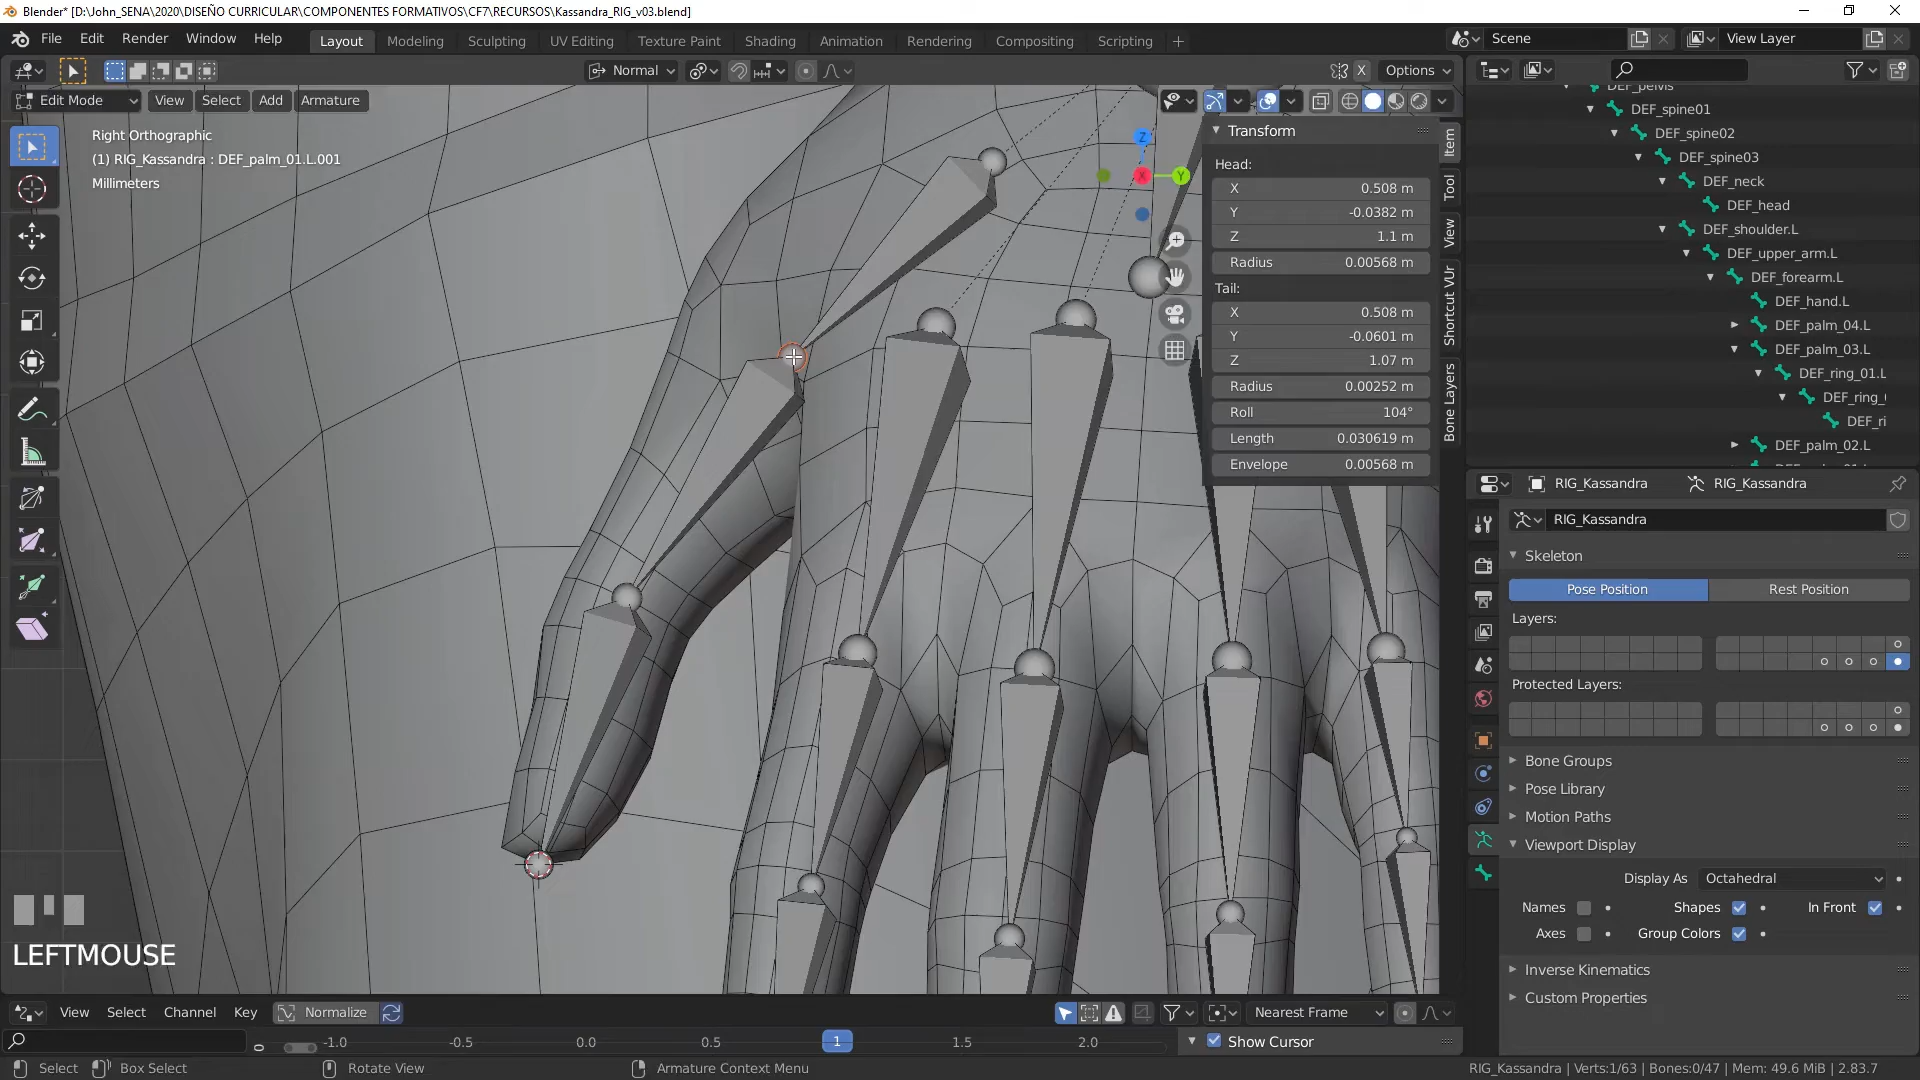 Blender* [D:\John_SENA\2020\DISEÑO CURRICULAR\COMPONENTES FORMATIVOS\CF7\RECURSOS\Kassandra_RIG_v03.blend]
File Edit Render Window Help Layout Modeling Sculpting UV Editing Texture Paint Shading Animation Rendering Compositing Scripting + Scene View Layer
Normal X Options
Edit Mode View Select Add Armature
Right Orthographic
(1) RIG_Kassandra : DEF_palm_01.L.001
Millimeters
Z
X
Y
Transform
Head:
X 0.508 m
Y -0.0382 m
Z 1.1 m
Radius 0.00568 m
Tail:
X 0.508 m
Y -0.0601 m
Z 1.07 m
Radius 0.00252 m
Roll 104°
Length 0.030619 m
Envelope 0.00568 m
Item
Tool
View
Shortcut VUr
Bone Layers
DEF_pelvis
DEF_spine01
DEF_spine02
DEF_spine03
DEF_neck
DEF_head
DEF_shoulder.L
DEF_upper_arm.L
DEF_forearm.L
DEF_hand.L
DEF_palm_04.L
DEF_palm_03.L
DEF_ring_01.L
DEF_ring_
DEF_ri
DEF_palm_02.L
RIG_Kassandra RIG_Kassandra
RIG_Kassandra
Skeleton
Pose Position Rest Position
Layers:
Protected Layers:
Bone Groups
Pose Library
Motion Paths
Viewport Display
Display As Octahedral
Names Shapes In Front
Axes Group Colors
Inverse Kinematics
Custom Properties
LEFTMOUSE
View Select Channel Key Normalize Nearest Frame
0 -1.0 -0.5 0.0 0.5 1 1.5 2.0 Show Cursor
Select Box Select Rotate View Armature Context Menu RIG_Kassandra | Verts:1/63 | Bones:0/47 | Mem: 49.6 MiB | 2.83.7